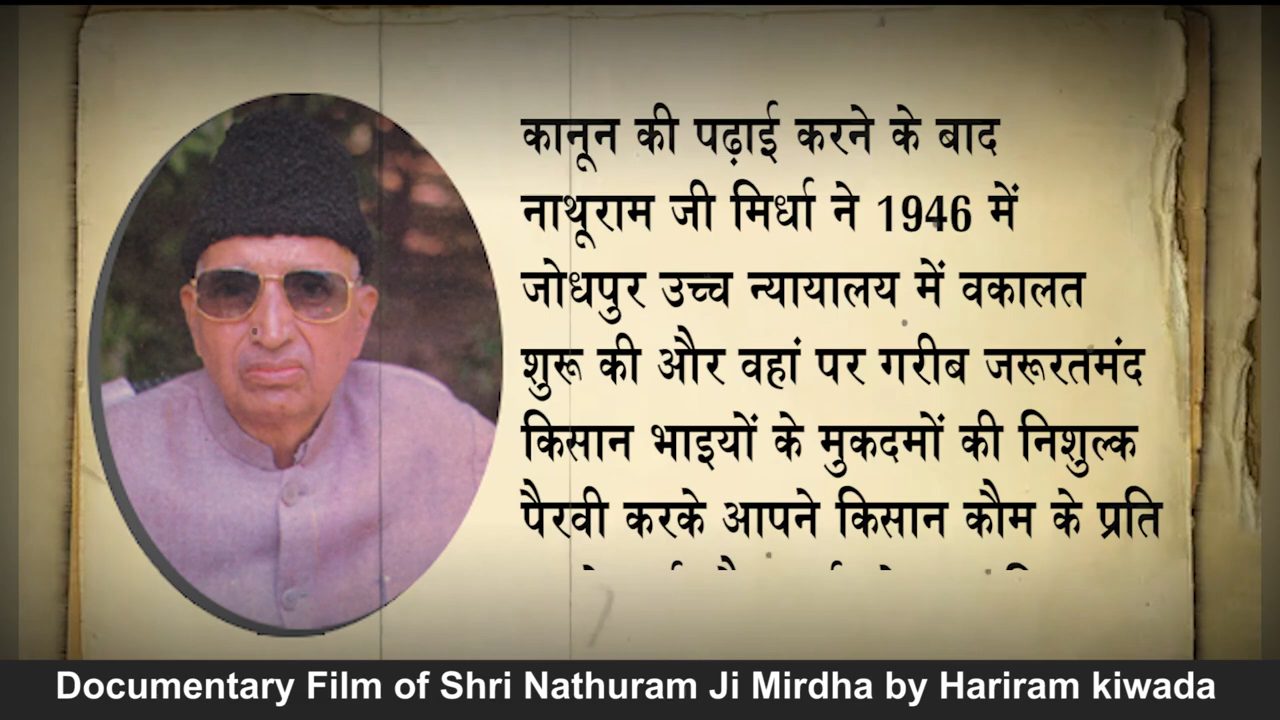 कानून की पढ़ाई करने के बाद
नाथूराम जी मिर्धा ने 1946 में
जोधपुर उच्च न्यायालय में वकालत
शुरू की और वहां पर गरीब जरूरतमंद
किसान भाइयों के मुकदमों की निशुल्क
पैरवी करके आपने किसान कौम के प्रति
Documentary Film of Shri Nathuram Ji Mirdha by Hariram kiwada